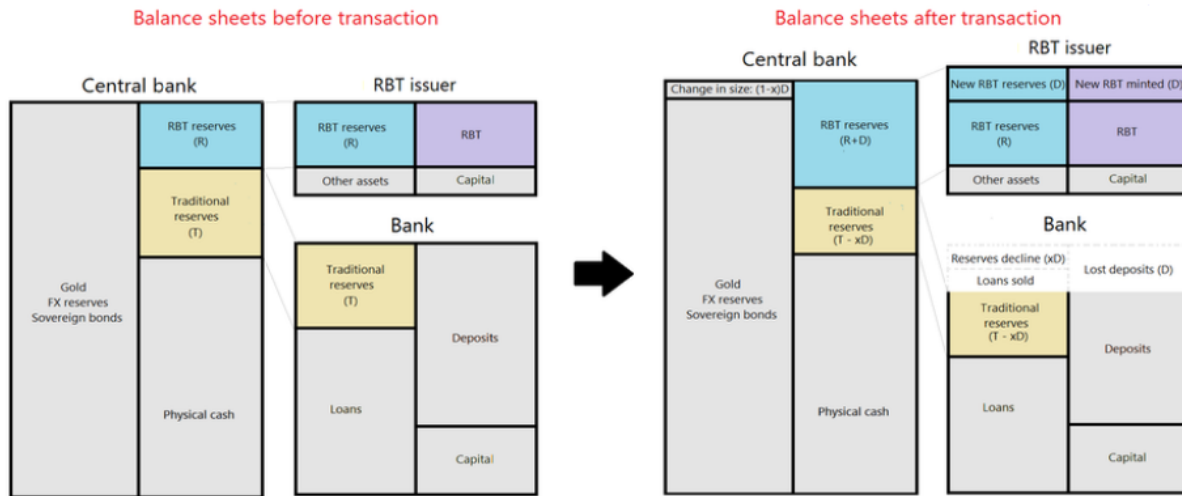 Balance sheets before transaction
Central bank
RBT issuer
RBT reserves
(R)
RBT reserves
(R)
RBT
Other assets
Capital
Traditional
reserves
(T)
Bank
Gold
FX reserves
Sovereign bonds
Traditional
reserves
(T)
Deposits
Physical cash
Loans
Capital
Balance sheets after transaction
Central bank
RBT issuer
Change in size: (1-x)D
New RBT reserves (D)
New RBT minted (D)
RBT reserves
(R+D)
RBT reserves
(R)
RBT
Other assets
Capital
Traditional
reserves
(T - xD)
Bank
Reserves decline (xD)
Lost deposits (D)
Loans sold
Gold
FX reserves
Sovereign bonds
Traditional
reserves
(T - xD)
Deposits
Physical cash
Loans
Capital